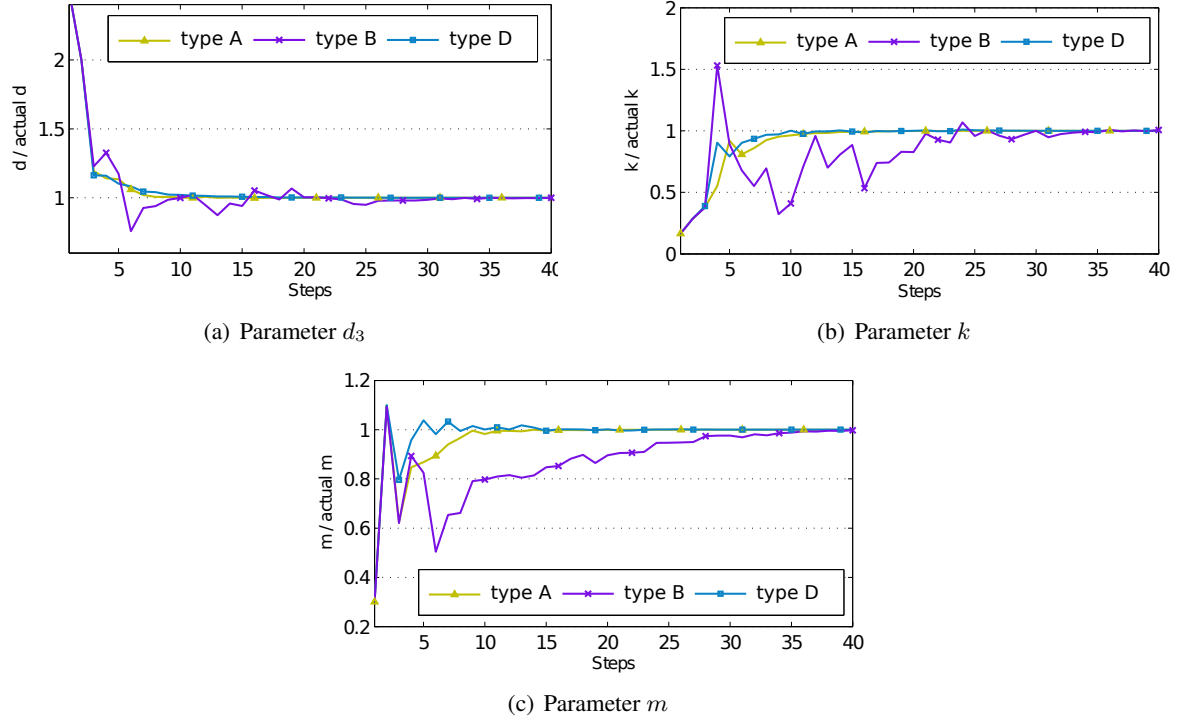 type A type B type D
2
1.5
1
d / actual d
5 10 15 20 25 30 35 40
Steps
(a) Parameter d₃
type A type B type D
2
1.5
1
0.5
0
k / actual k
5 10 15 20 25 30 35 40
Steps
(b) Parameter k
1.2
1
0.8
0.6
0.4
0.2
m / actual m
type A type B type D
5 10 15 20 25 30 35 40
Steps
(c) Parameter m